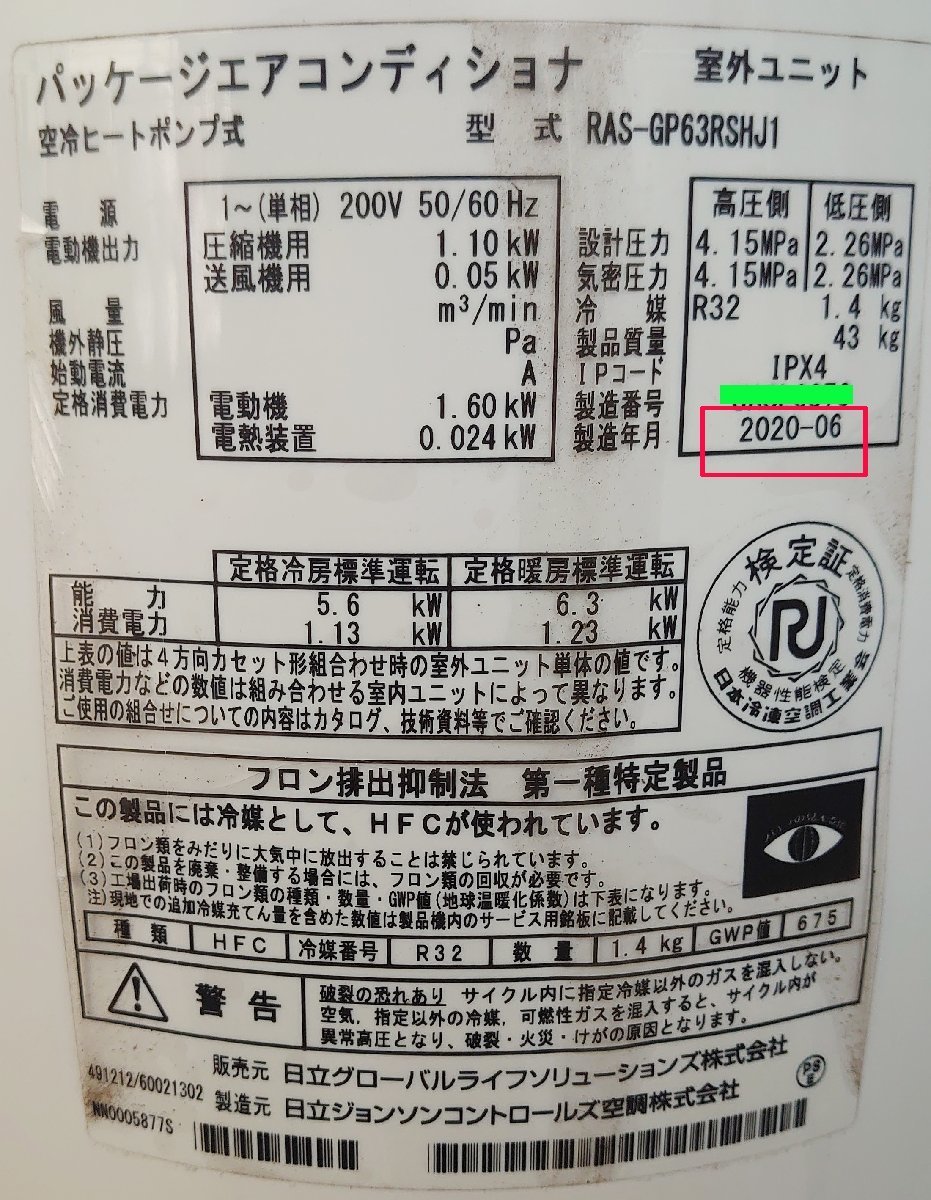 パッケージエアコンディショナ 室外ユニット
空冷ヒートポンプ式 型式 RAS-GP63RSHJ1
電源 1～(単相) 200V 50/60 Hz
電動機出力 圧縮機用 1.10 kW
送風機用 0.05 kW
風量 m³/min
機外静圧 Pa
始動電流 A
定格消費電力 電動機 1.60 kW
電熱装置 0.024 kW
高圧側 低圧側
設計圧力 4.15MPa 2.26MPa
気密圧力 4.15MPa 2.26MPa
冷媒 R32 1.4 kg
製品質量 43 kg
IPコード IPX4
製造番号
製造年月 2020-06
定格冷房標準運転 定格暖房標準運転
能力 5.6 kW 6.3 kW
消費電力 1.13 kW 1.23 kW
上表の値は4方向カセット形組合わせ時の室外ユニット単体の値です。
消費電力などの数値は組み合わせる室内ユニットによって異なります。
ご使用の組合せについての内容はカタログ、技術資料等でご確認ください。
検定証
定格能力 定格消費電力
RJ
機器性能検定
日本冷凍空調工業会
フロン排出抑制法 第一種特定製品
この製品には冷媒として、HFCが使われています。
(1)フロン類をみだりに大気中に放出することは禁じられています。
(2)この製品を廃棄・整備する場合には、フロン類の回収が必要です。
(3)工場出荷時のフロン類の種類・数量・GWP値(地球温暖化係数)は下表になります。
注)現地での追加冷媒充てん量を含めた数値は製品機内のサービス用銘板に記載してください。
種類 HFC 冷媒番号 R32 数量 1.4 kg GWP値 675
警告 破裂の恐れあり サイクル内に指定冷媒以外のガスを混入しない。
空気，指定以外の冷媒，可燃性ガスを混入すると、サイクル内が
異常高圧となり、破裂・火災・けがの原因となります。
販売元 日立グローバルライフソリューションズ株式会社
491212/60021302 製造元 日立ジョンソンコントロールズ空調株式会社
PSE
NN0005877S